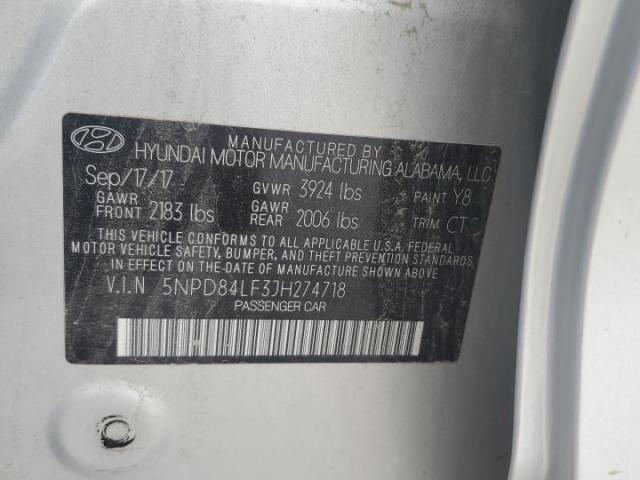 MANUFACTURED BY
HYUNDAI MOTOR MANUFACTURING ALABAMA, LLC
Sep/17/17 GVWR 3924 lbs PAINT Y8
GAWR FRONT 2183 lbs GAWR REAR 2006 lbs TRIM
THIS VEHICLE CONFORMS TO ALL APPLICABLE U.S.A. FEDERAL
MOTOR VEHICLE SAFETY, BUMPER, AND THEFT PREVENTION STANDARDS
IN EFFECT ON THE DATE OF MANUFACTURE SHOWN ABOVE.
V.I.N 5NPD84LF3JH274718
PASSENGER CAR